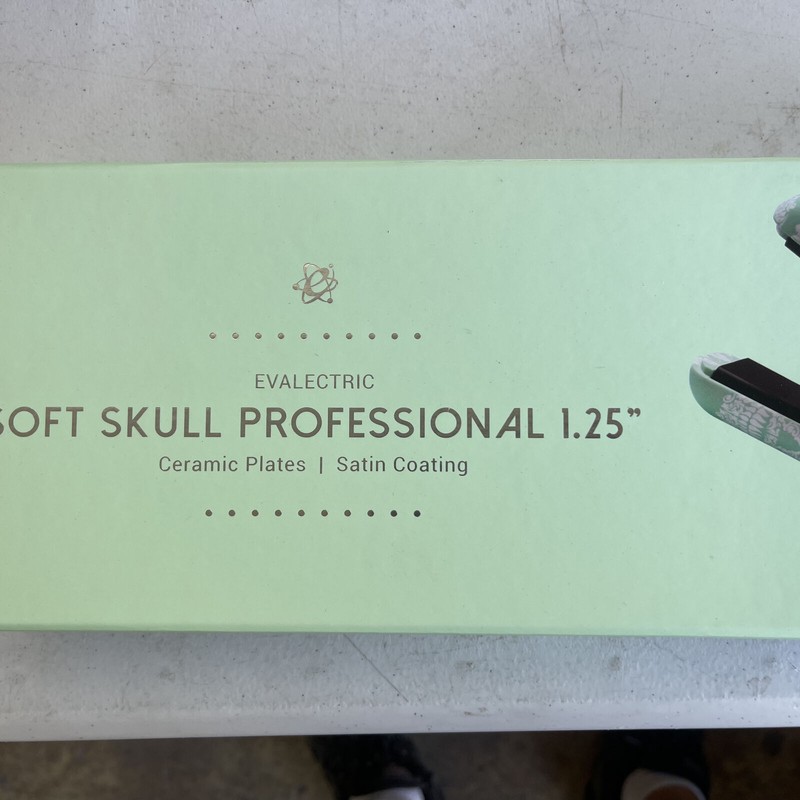 EVALECTRIC
SOFT SKULL PROFESSIONAL 1.25”
Ceramic Plates | Satin Coating